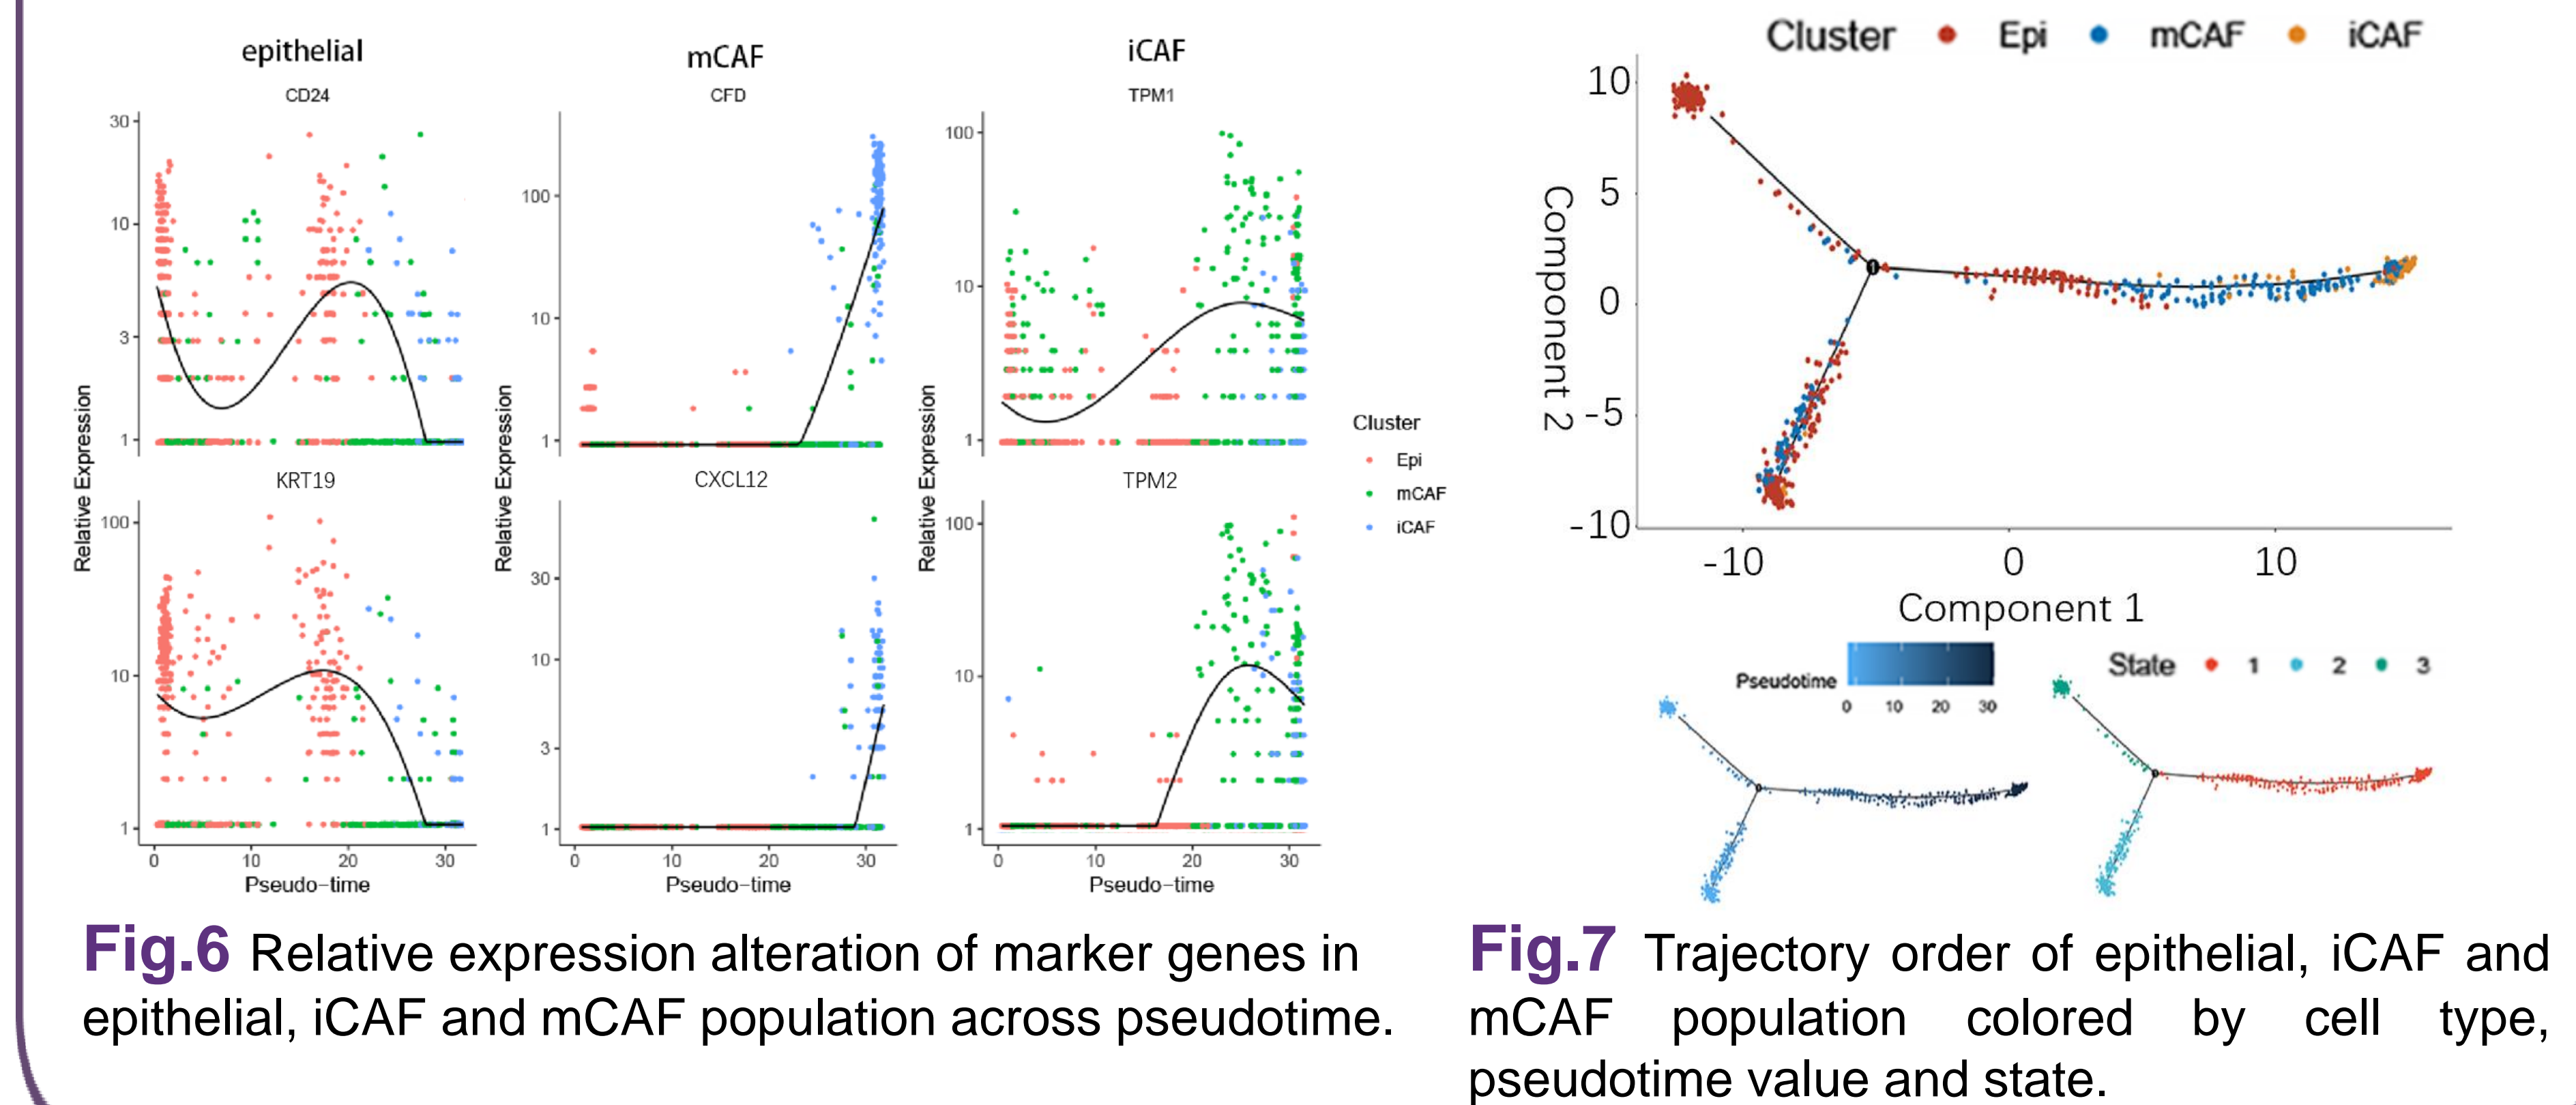 epithelial
mCAF
iCAF
CD24
CFD
TPM1
30
10
3
1
100
10
1
100
10
1
Relative Expression
Relative Expression
Relative Expression
KRT19
CXCL12
TPM2
100
10
1
30
10
3
1
100
10
1
0 10 20 30
0 10 20 30
0 10 20 30
Pseudo-time
Pseudo-time
Pseudo-time
Cluster
Epi
mCAF
iCAF
Fig.6 Relative expression alteration of marker genes in
epithelial, iCAF and mCAF population across pseudotime.
Cluster Epi mCAF iCAF
10
5
0
-5
-10
Component 2
1
-10 0 10
Component 1
Pseudotime
0 10 20 30
State 1 2 3
Fig.7 Trajectory order of epithelial, iCAF and
mCAF population colored by cell type,
pseudotime value and state.